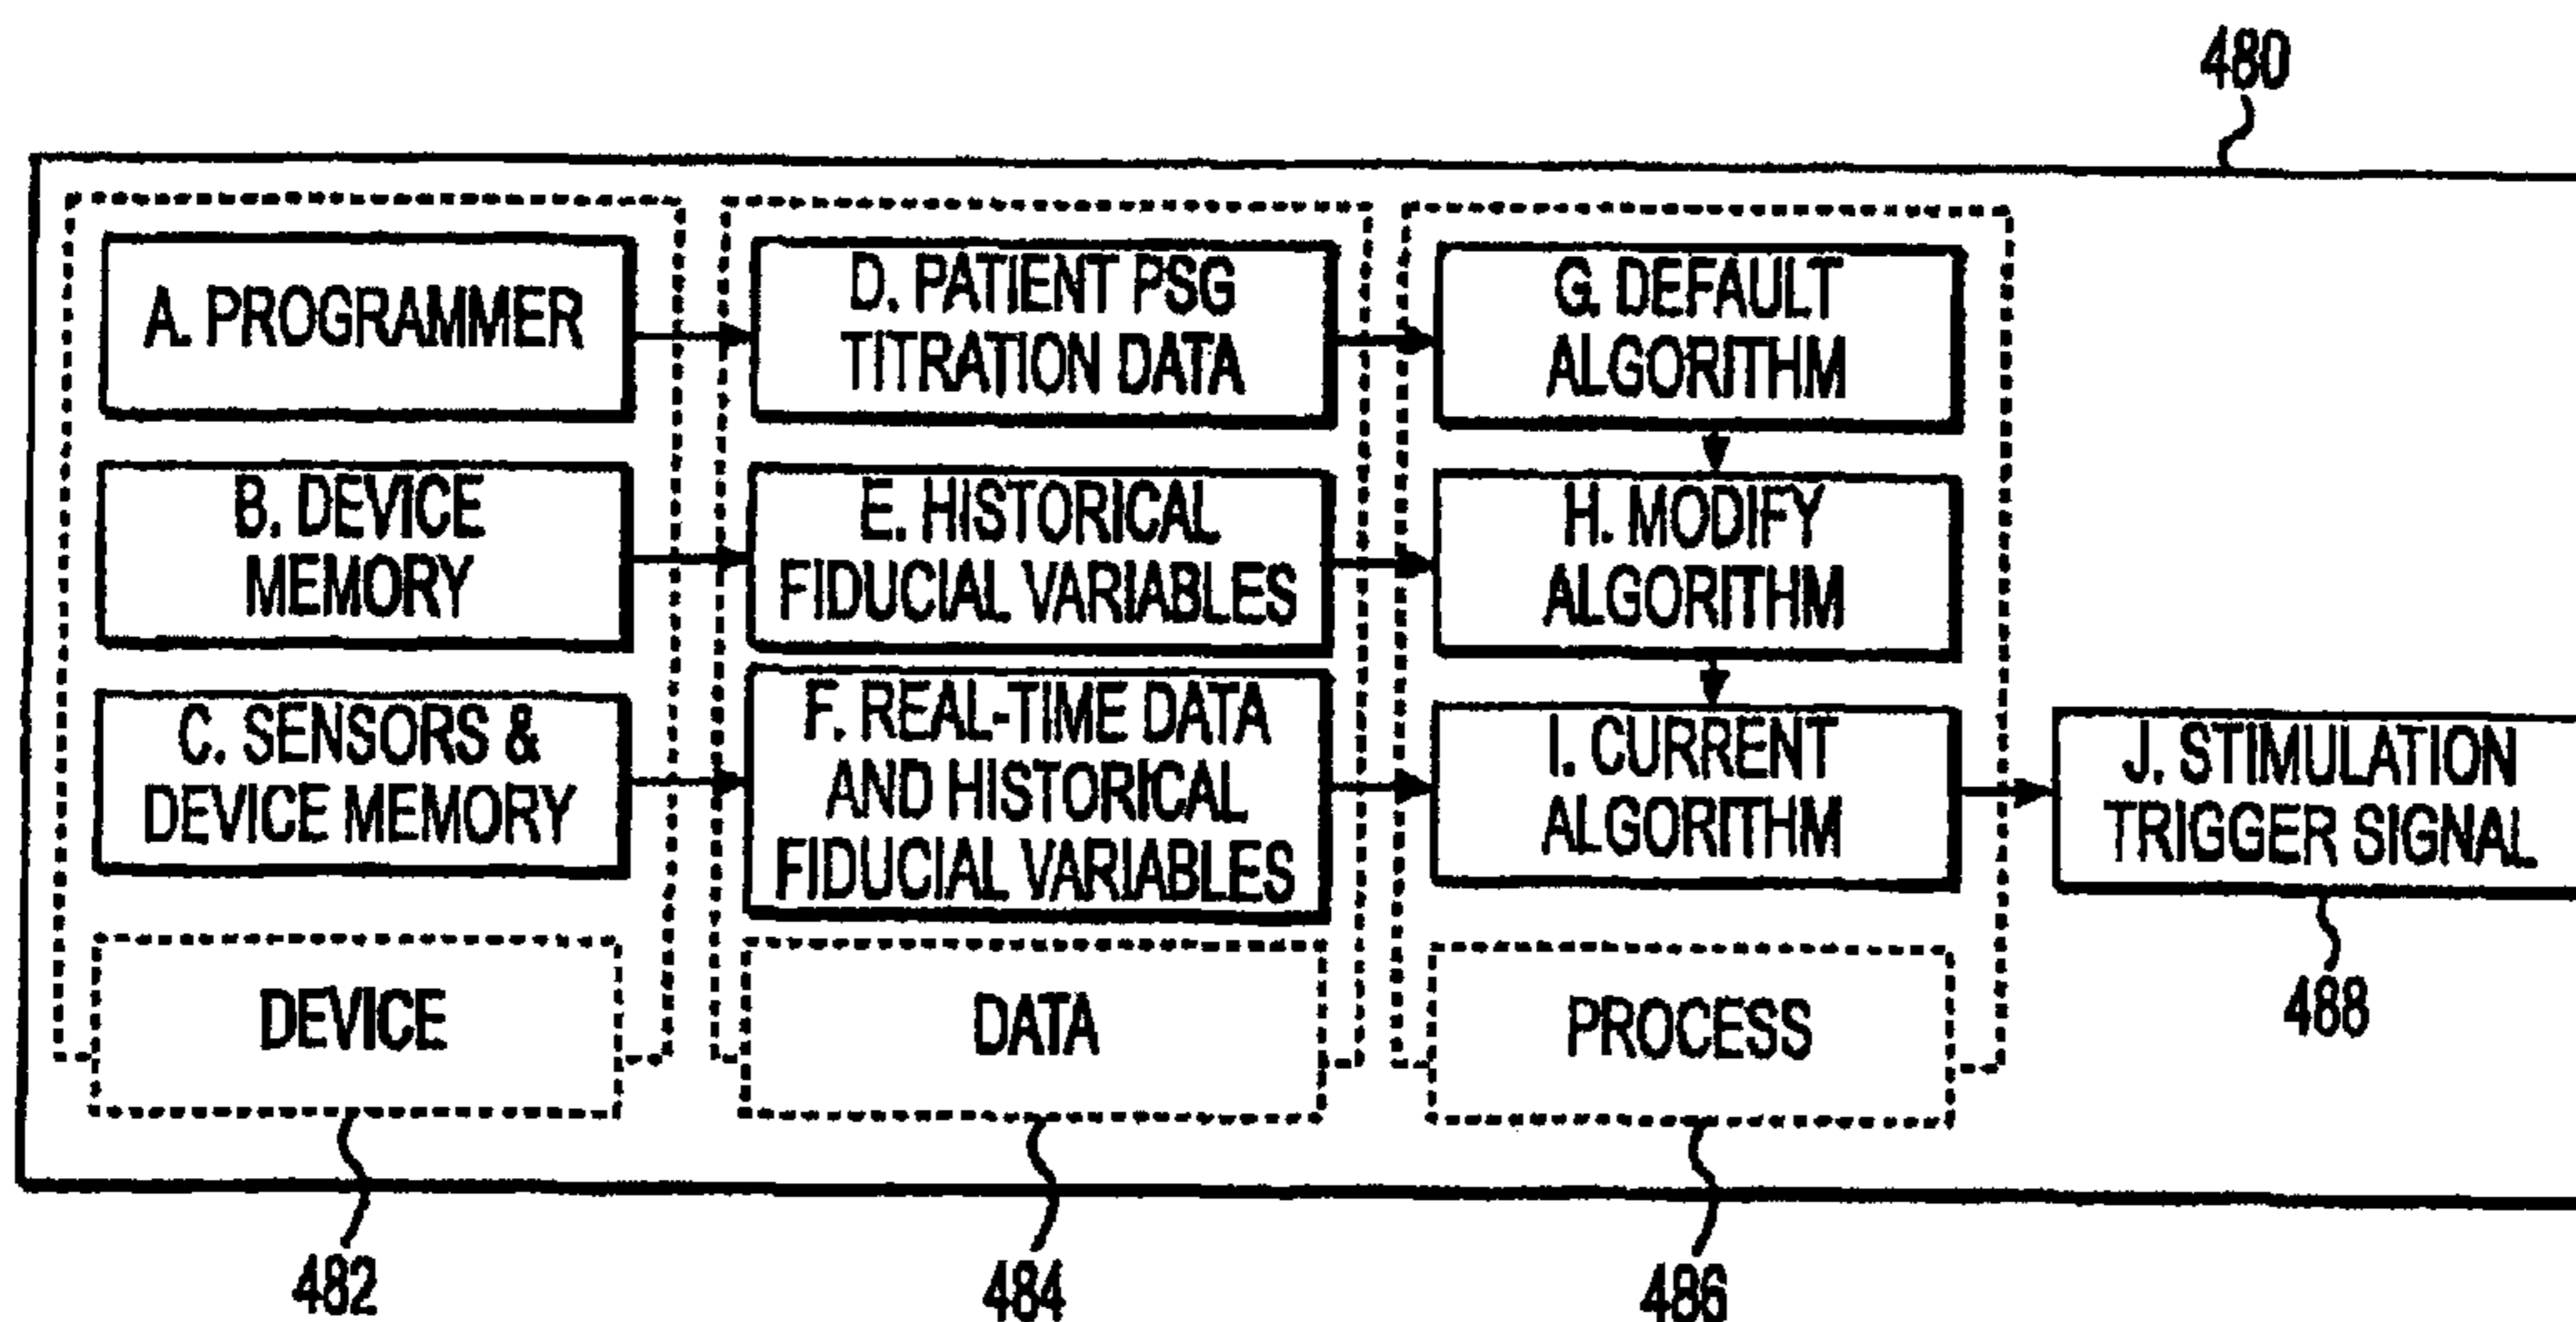 480
A. PROGRAMMER
D. PATIENT PSG
TITRATION DATA
G. DEFAULT
ALGORITHM
B. DEVICE
MEMORY
E. HISTORICAL
FIDUCIAL VARIABLES
H. MODIFY
ALGORITHM
C. SENSORS &
DEVICE MEMORY
F. REAL-TIME DATA
AND HISTORICAL
FIDUCIAL VARIABLES
I. CURRENT
ALGORITHM
J. STIMULATION
TRIGGER SIGNAL
DEVICE
DATA
PROCESS
488
482
484
486